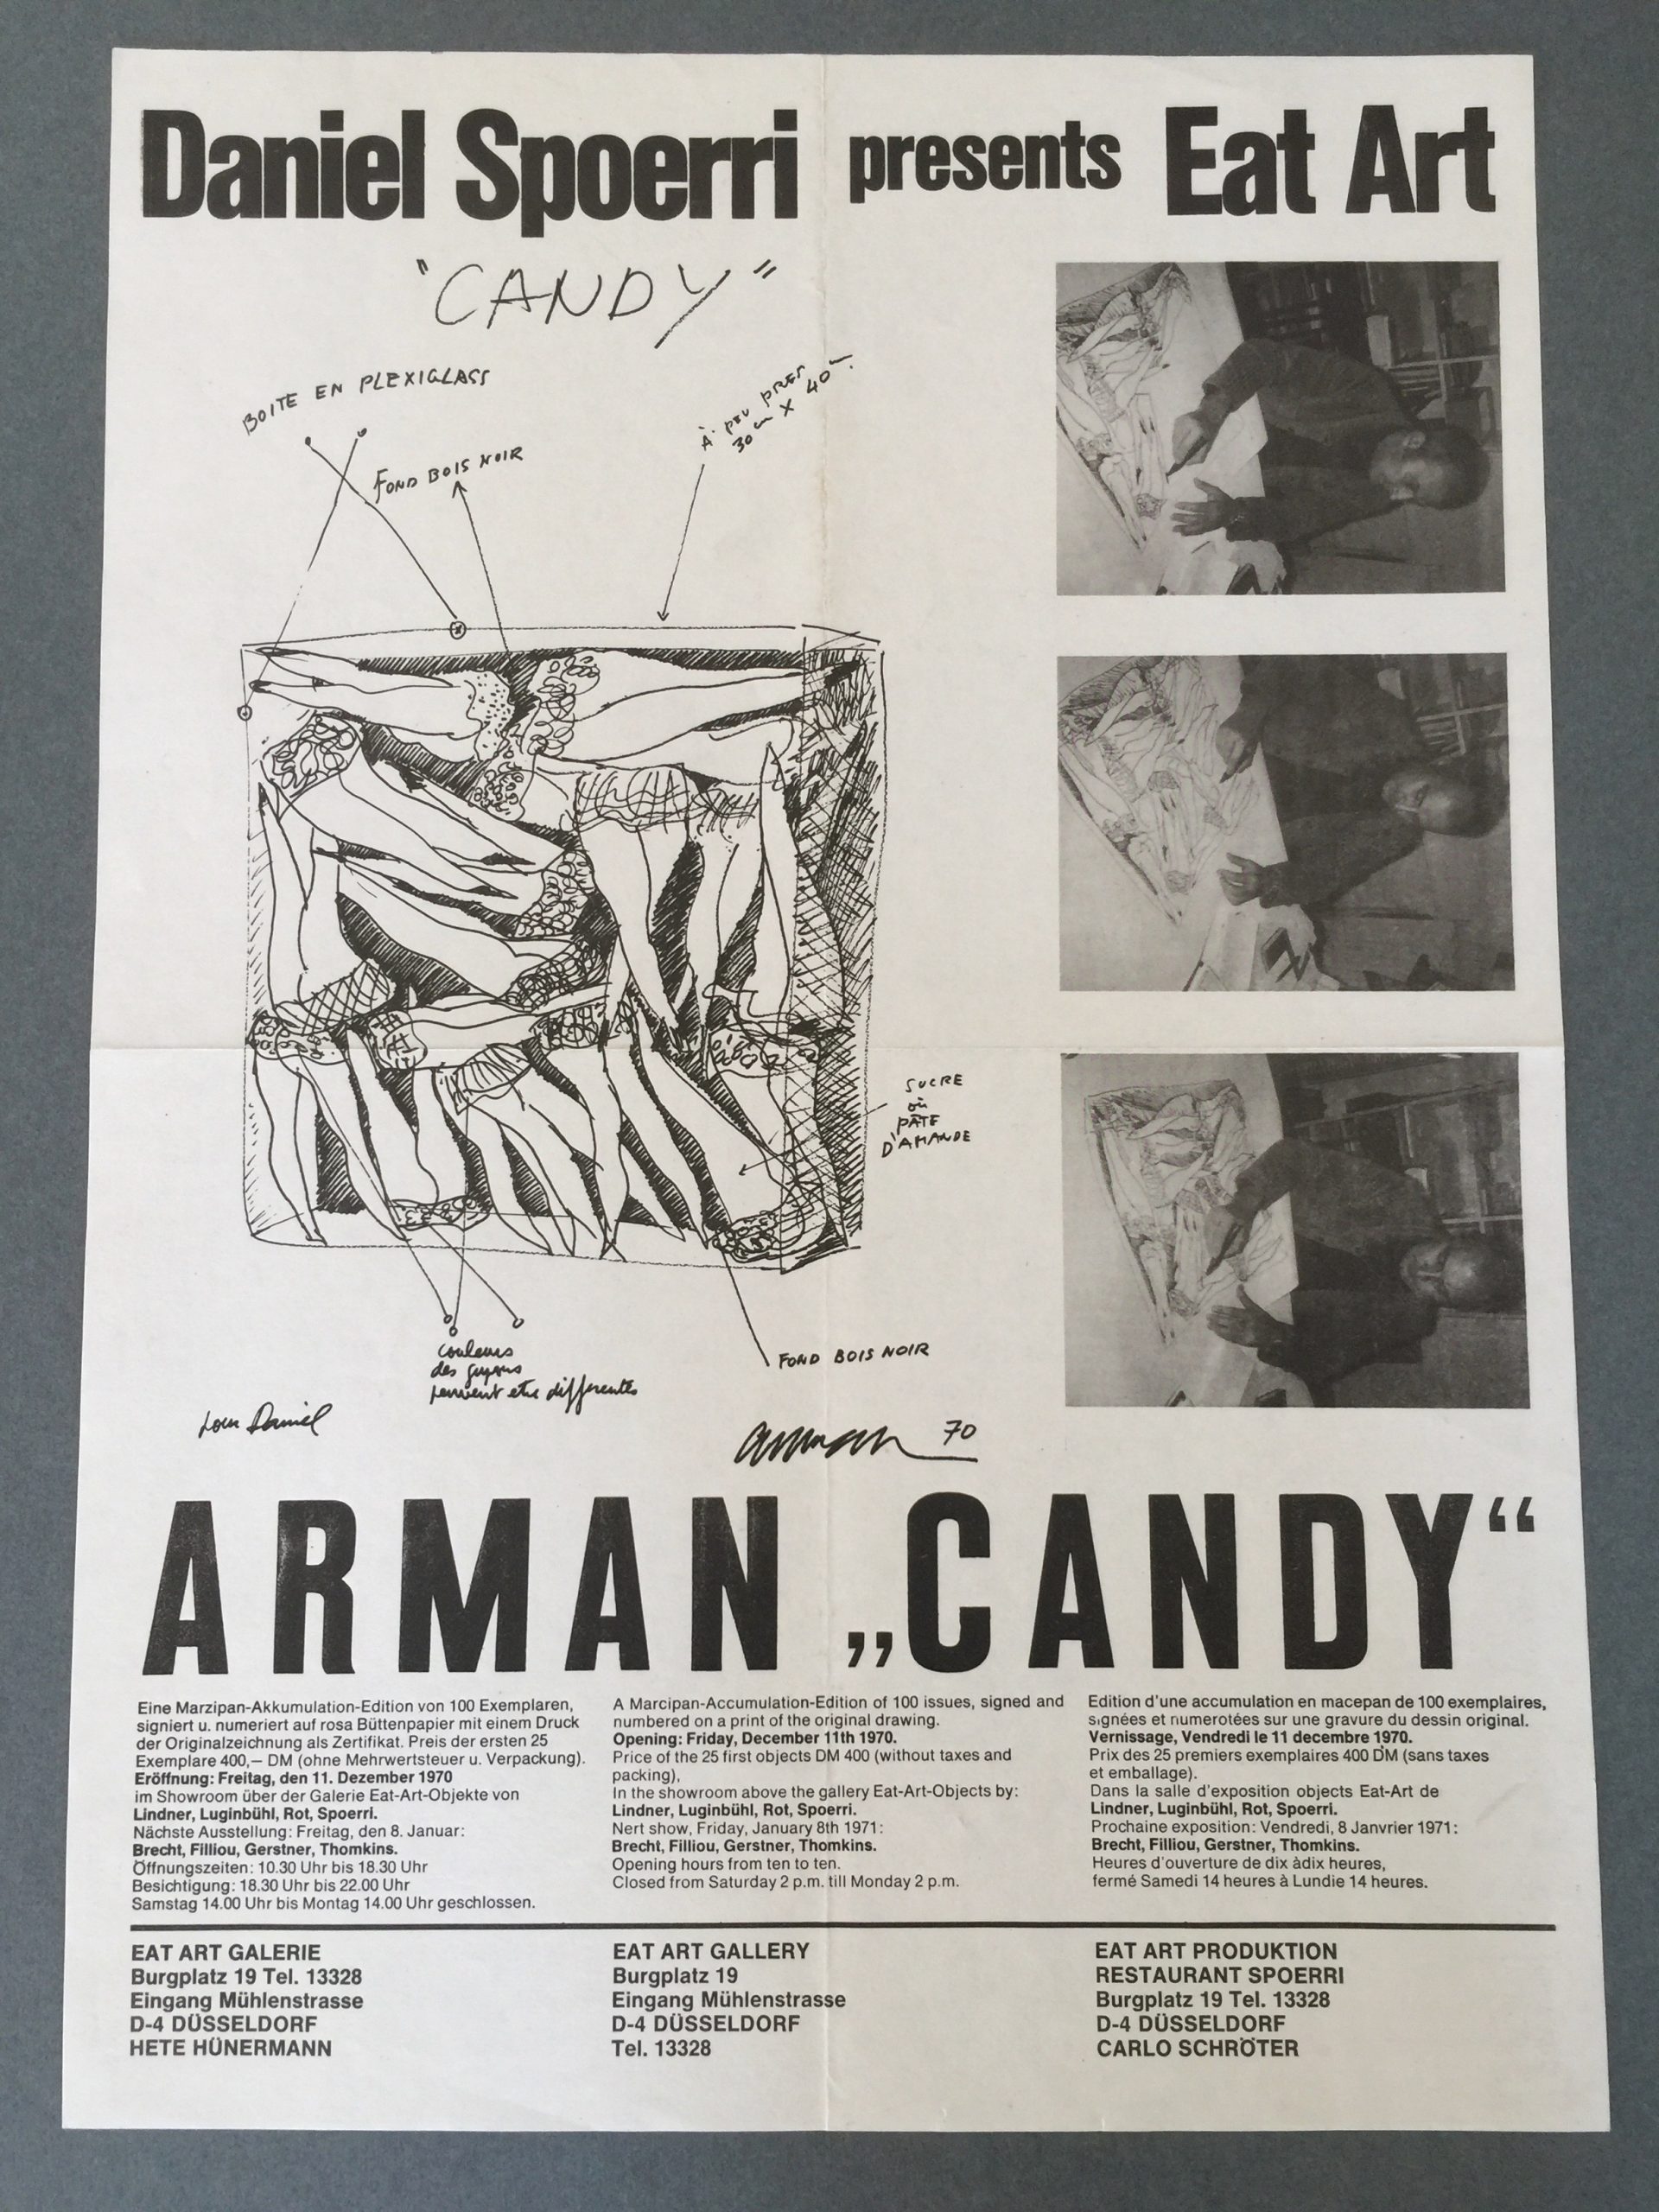 Daniel Spoerri presents Eat Art
"CANDY"
BOITE EN PLEXIGLASS
À PEU PRES
30 cm X 40 cm
FOND BOIS NOIR
SUCRE
ou
PÂTE
D'AMANDE
FOND BOIS NOIR
couleurs
des
peuvent etre differentes
pour Daniel
arman 70
ARMAN „CANDY“
Eine Marzipan-Akkumulation-Edition von 100 Exemplaren,
signiert u. numeriert auf rosa Büttenpapier mit einem Druck
der Originalzeichnung als Zertifikat. Preis der ersten 25
Exemplare 400,— DM (ohne Mehrwertsteuer u. Verpackung).
Eröffnung: Freitag, den 11. Dezember 1970
im Showroom über der Galerie Eat-Art-Objekte von
Lindner, Luginbühl, Rot, Spoerri.
Nächste Ausstellung: Freitag, den 8. Januar:
Brecht, Filliou, Gerstner, Thomkins.
Öffnungszeiten: 10.30 Uhr bis 18.30 Uhr
Besichtigung: 18.30 Uhr bis 22.00 Uhr
Samstag 14.00 Uhr bis Montag 14.00 Uhr geschlossen.
A Marcipan-Accumulation-Edition of 100 issues, signed and
numbered on a print of the original drawing.
Opening: Friday, December 11th 1970.
Price of the 25 first objects DM 400 (without taxes and
packing),
In the showroom above the gallery Eat-Art-Objects by:
Lindner, Luginbühl, Rot, Spoerri.
Nert show, Friday, January 8th 1971:
Brecht, Filliou, Gerstner, Thomkins.
Opening hours from ten to ten.
Closed from Saturday 2 p.m. till Monday 2 p.m.
Edition d'une accumulation en macepan de 100 exemplaires,
signées et numerotées sur une gravure du dessin original.
Vernissage, Vendredi le 11 decembre 1970.
Prix des 25 premiers exemplaires 400 DM (sans taxes
et emballage).
Dans la salle d'exposition objects Eat-Art de
Lindner, Luginbühl, Rot, Spoerri.
Prochaine exposition: Vendredi, 8 Janvrier 1971:
Brecht, Filliou, Gerstner, Thomkins.
Heures d'ouverture de dix àdix heures,
fermé Samedi 14 heures à Lundie 14 heures.
EAT ART GALERIE
Burgplatz 19 Tel. 13328
Eingang Mühlenstrasse
D-4 DÜSSELDORF
HETE HÜNERMANN
EAT ART GALLERY
Burgplatz 19
Eingang Mühlenstrasse
D-4 DÜSSELDORF
Tel. 13328
EAT ART PRODUKTION
RESTAURANT SPOERRI
Burgplatz 19 Tel. 13328
D-4 DÜSSELDORF
CARLO SCHRÖTER